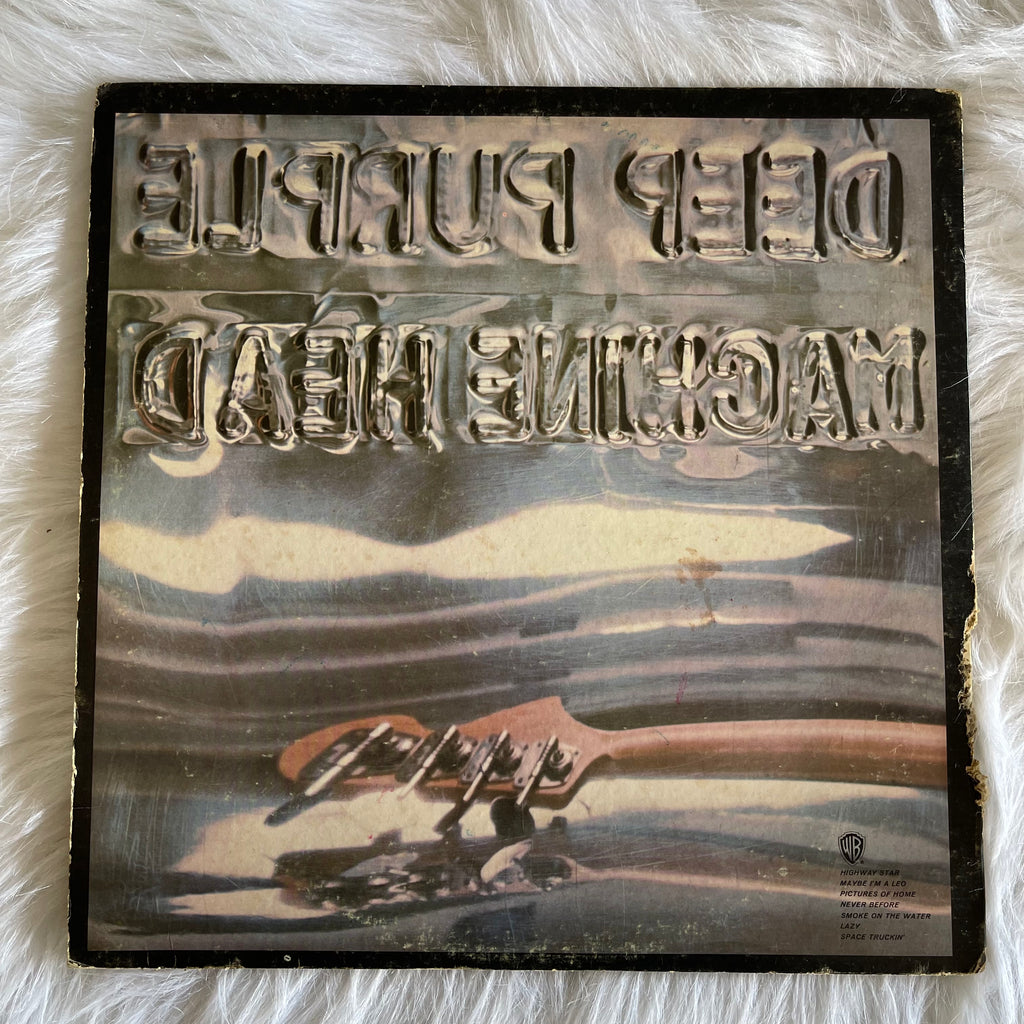 DEEP PURPLE
MACHINE HEAD
WB
HIGHWAY STAR
MAYBE I'M A LEO
PICTURES OF HOME
NEVER BEFORE
SMOKE ON THE WATER
LAZY
SPACE TRUCKIN'